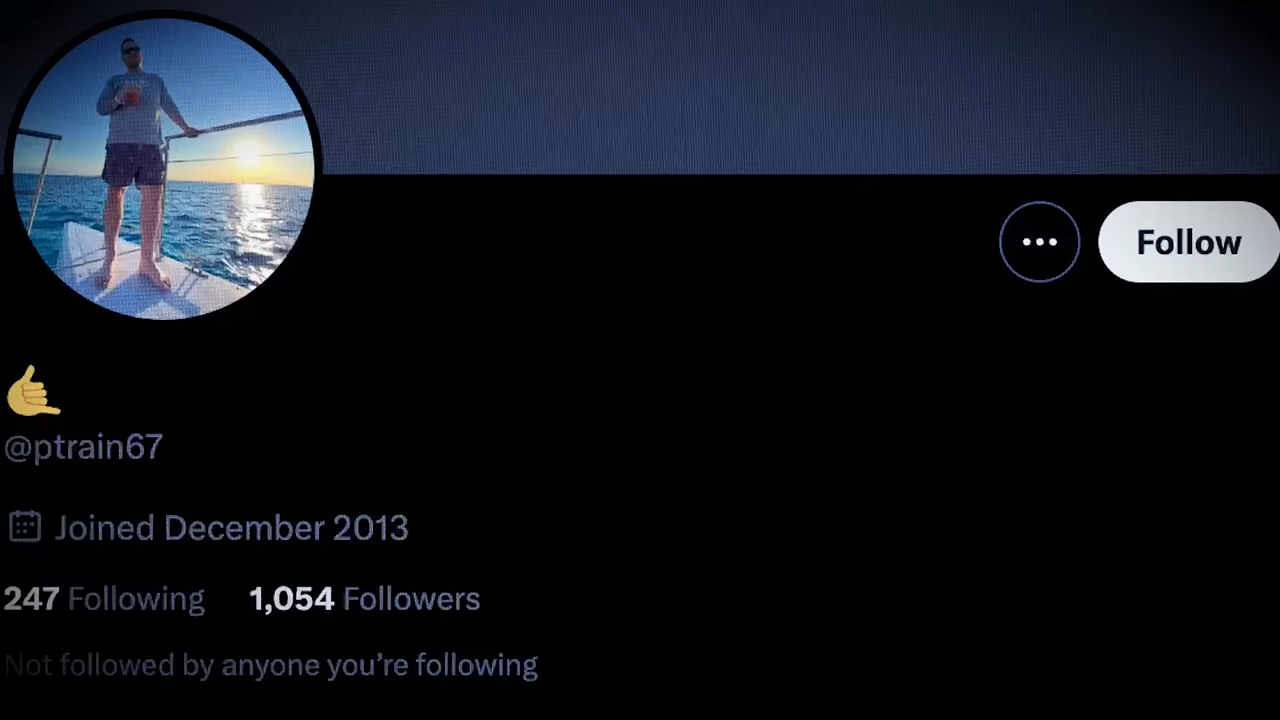 Follow
🤙
@ptrain67
Joined December 2013
247 Following 1,054 Followers
Not followed by anyone you’re following